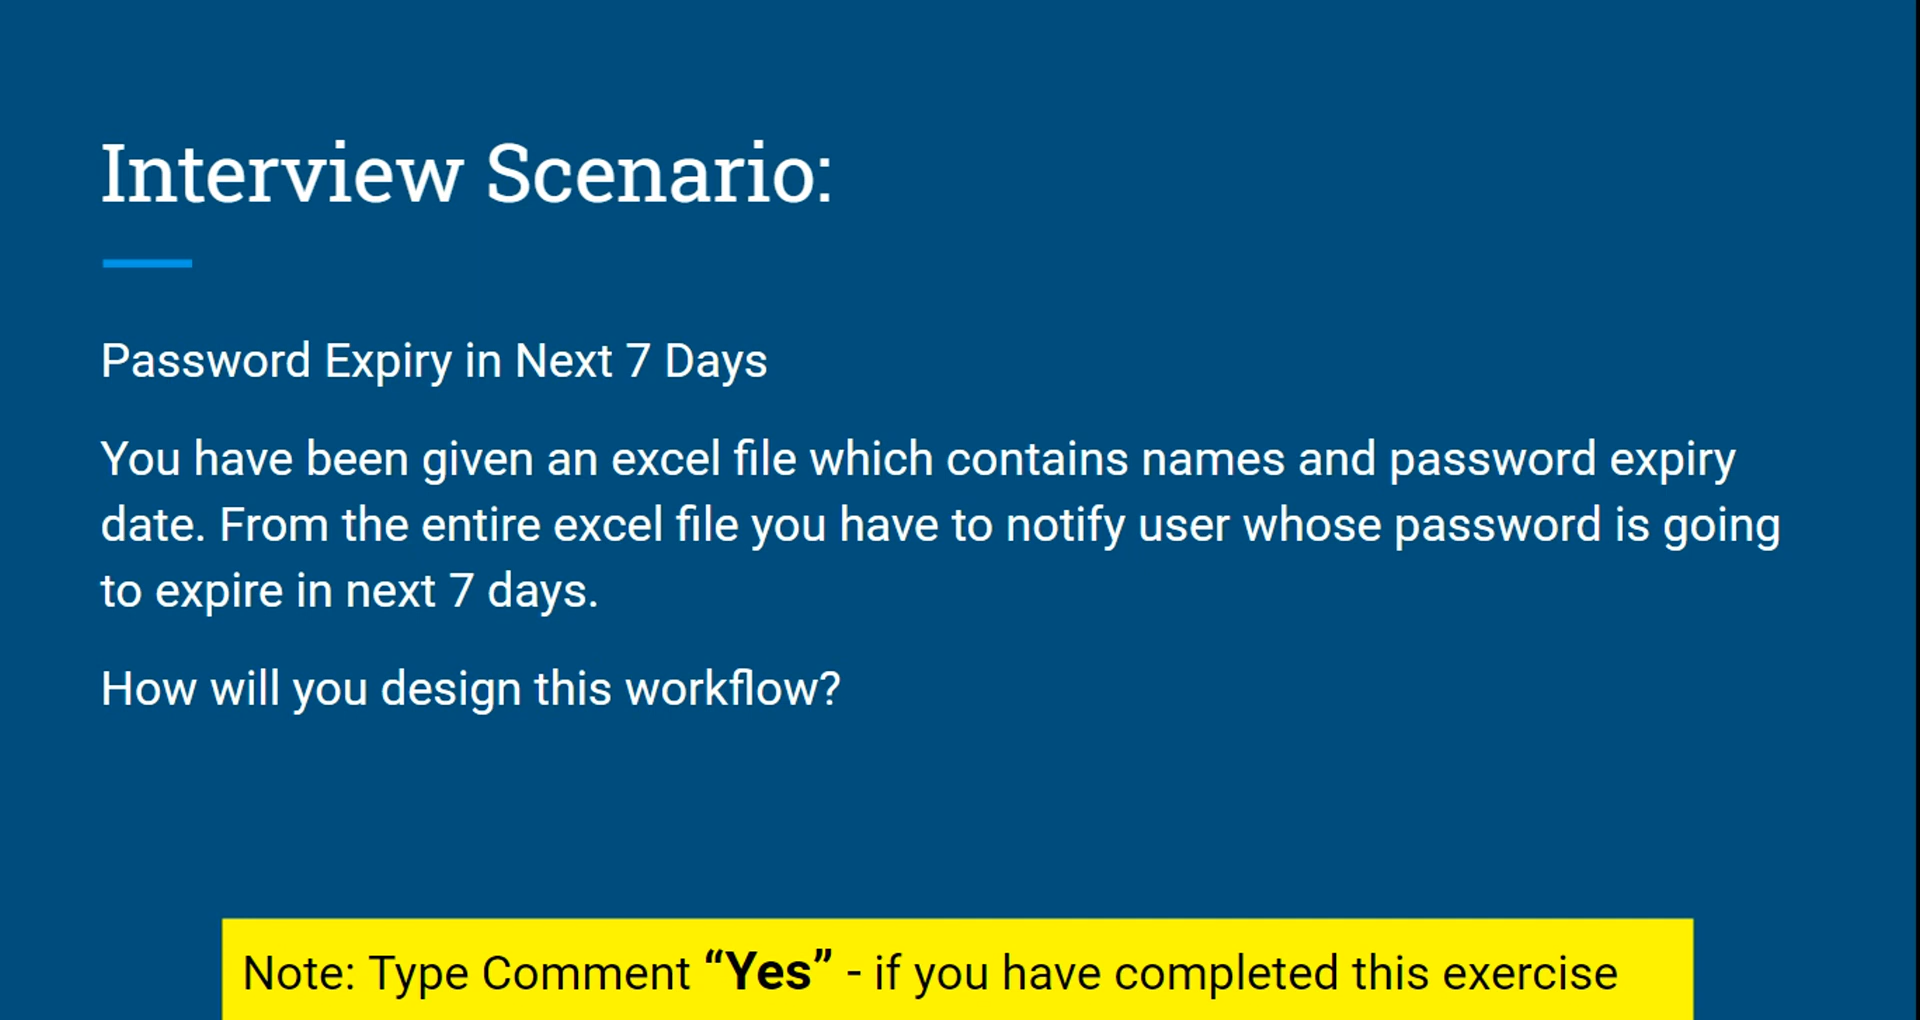 Interview Scenario:
Password Expiry in Next 7 Days
You have been given an excel file which contains names and password expiry
date. From the entire excel file you have to notify user whose password is going
to expire in next 7 days.
How will you design this workflow?
Note: Type Comment “Yes” - if you have completed this exercise